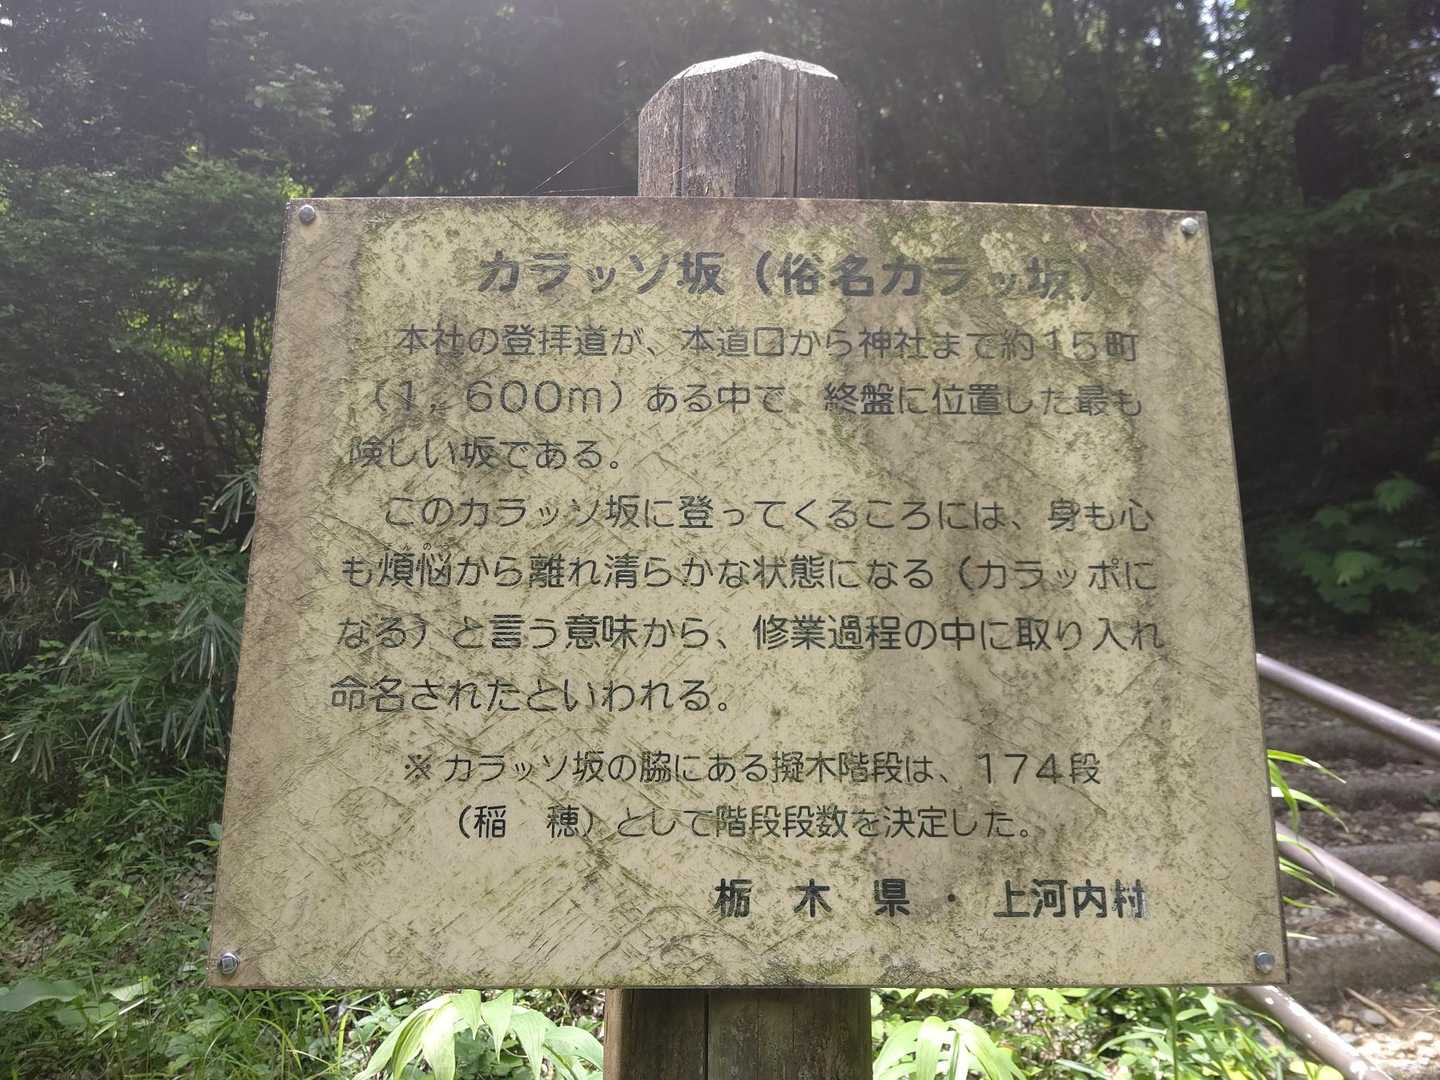 カラッソ坂（俗名カラッ坂）
本社の登拝道が、本道口から神社まで約15町
（1，600m）ある中で、終盤に位置した最も
険しい坂である。
このカラッソ坂に登ってくるころには、身も心
も煩悩から離れ清らかな状態になる（カラッポに
なる）と言う意味から、修業過程の中に取り入れ
命名されたといわれる。
※カラッソ坂の脇にある擬木階段は、174段
（稲　穂）として階段段数を決定した。
栃　木　県　・　上河内村